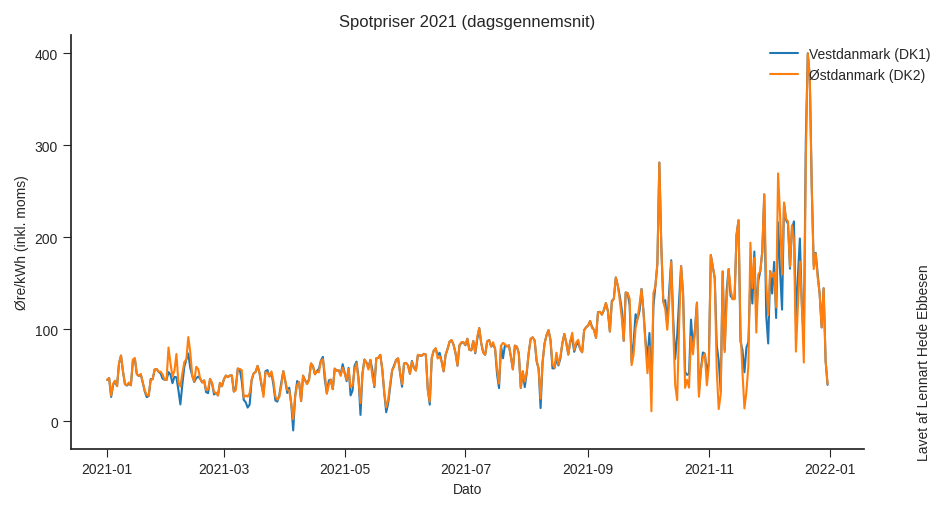 Spotpriser 2021 (dagsgennemsnit)
Vestdanmark (DK1)
Østdanmark (DK2)
Øre/kWh (inkl. moms)
400
300
200
100
0
2021-01
2021-03
2021-05
2021-07
2021-09
2021-11
2022-01
Dato
Lavet af Lennart Hede Ebbesen